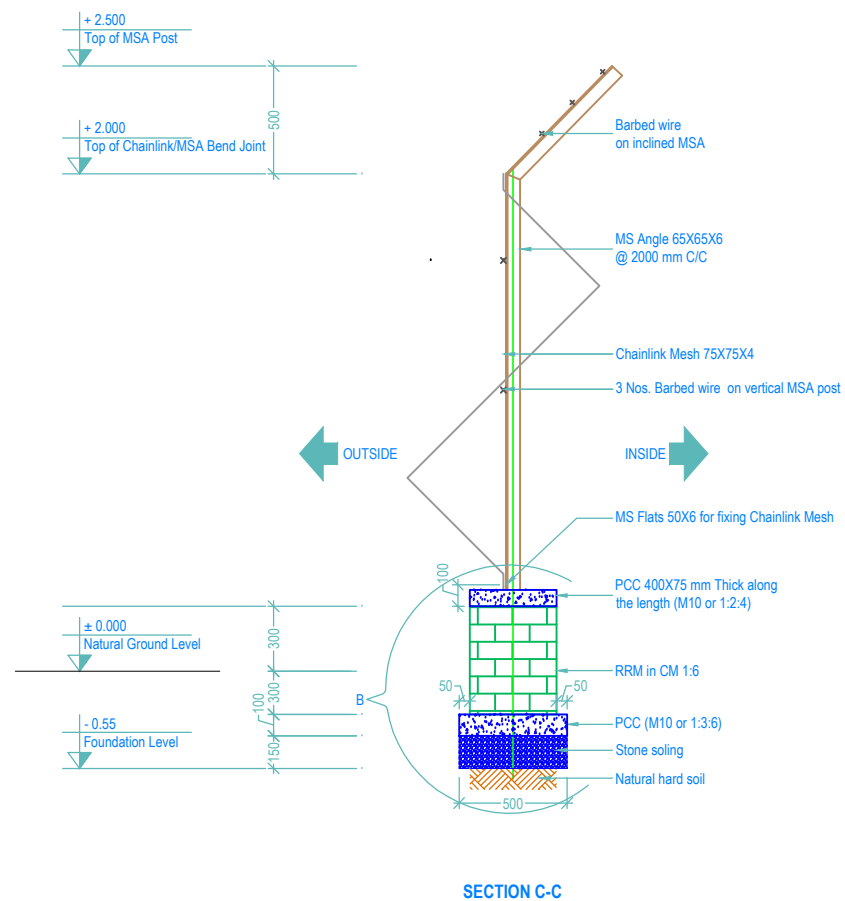 + 2.500
Top of MSA Post
500
+ 2.000
Top of Chainlink/MSA Bend Joint
Barbed wire
on inclined MSA
MS Angle 65X65X6
@ 2000 mm C/C
Chainlink Mesh 75X75X4
3 Nos. Barbed wire on vertical MSA post
OUTSIDE
INSIDE
MS Flats 50X6 for fixing Chainlink Mesh
100
PCC 400X75 mm Thick along
the length (M10 or 1:2:4)
± 0.000
Natural Ground Level
300
RRM in CM 1:6
50
50
B
300
100
- 0.55
Foundation Level
150
PCC (M10 or 1:3:6)
Stone soling
Natural hard soil
500
SECTION C-C